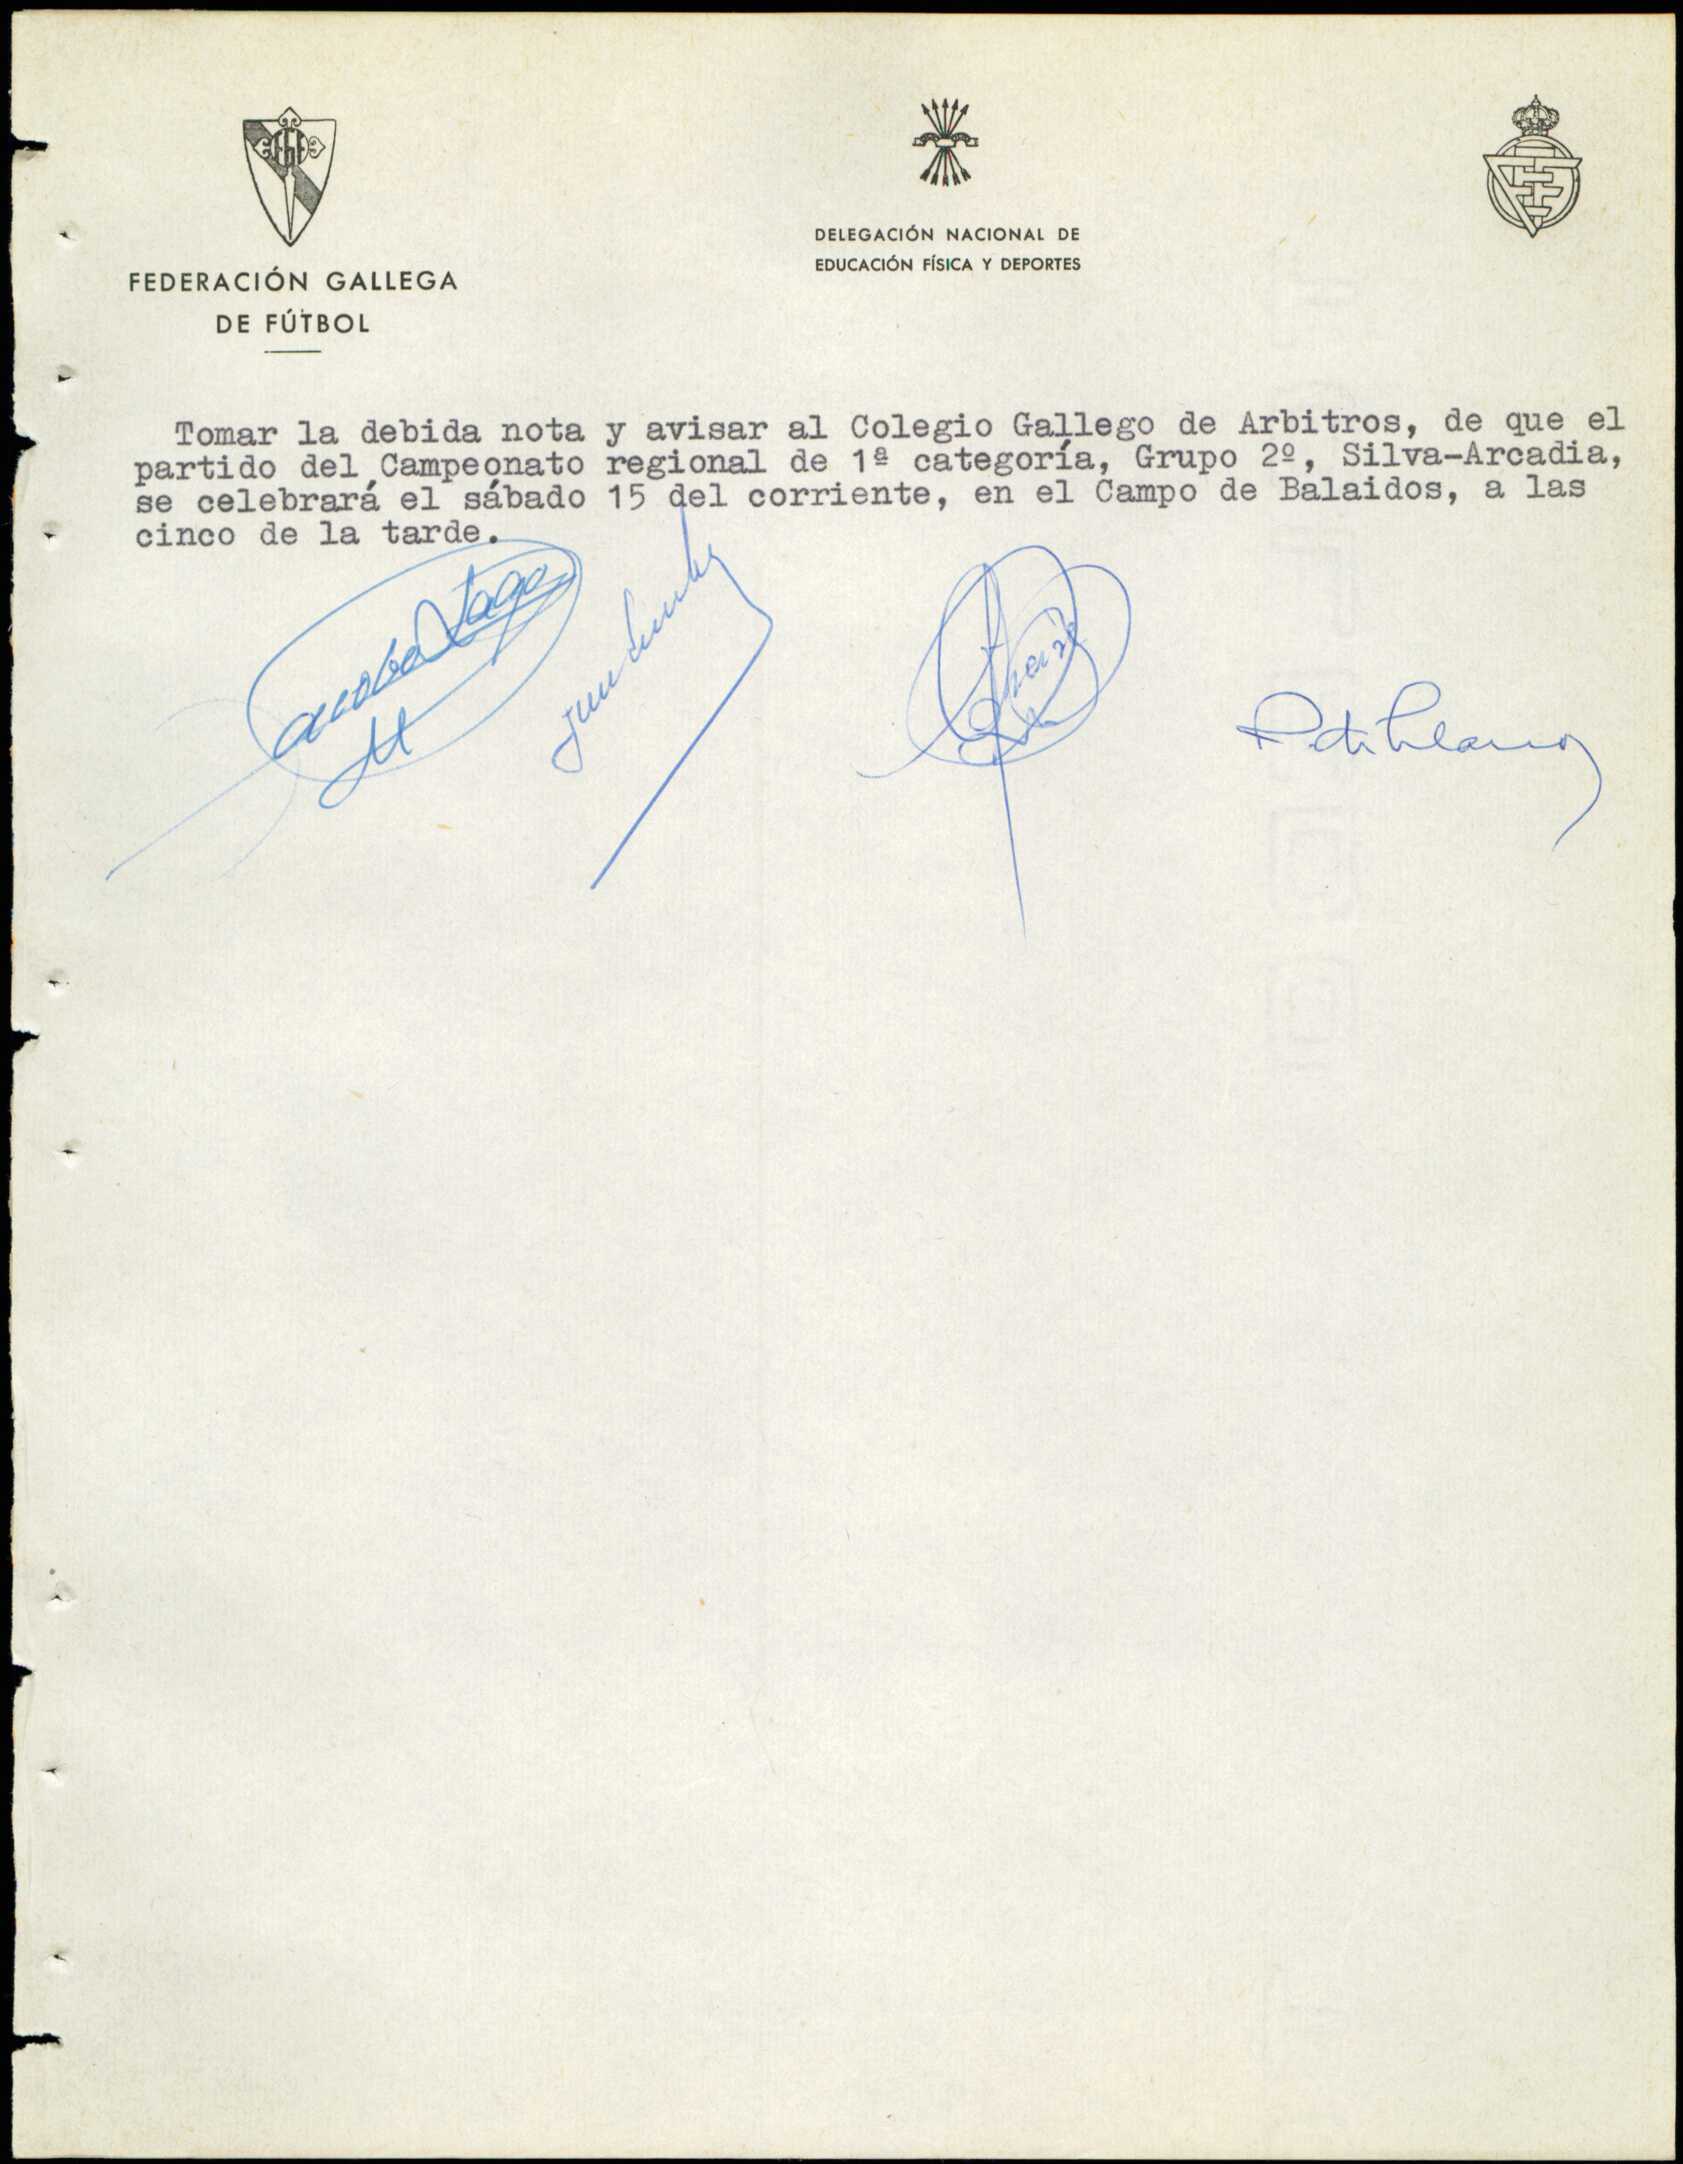 FEDERACIÓN GALLEGA
DE FÚTBOL
DELEGACIÓN NACIONAL DE
EDUCACIÓN FÍSICA Y DEPORTES
Tomar la debida nota y avisar al Colegio Gallego de Arbitros, de que el
partido del Campeonato regional de 1ª categoría, Grupo 2º, Silva-Arcadia,
se celebrará el sábado 15 del corriente, en el Campo de Balaidos, a las
cinco de la tarde.